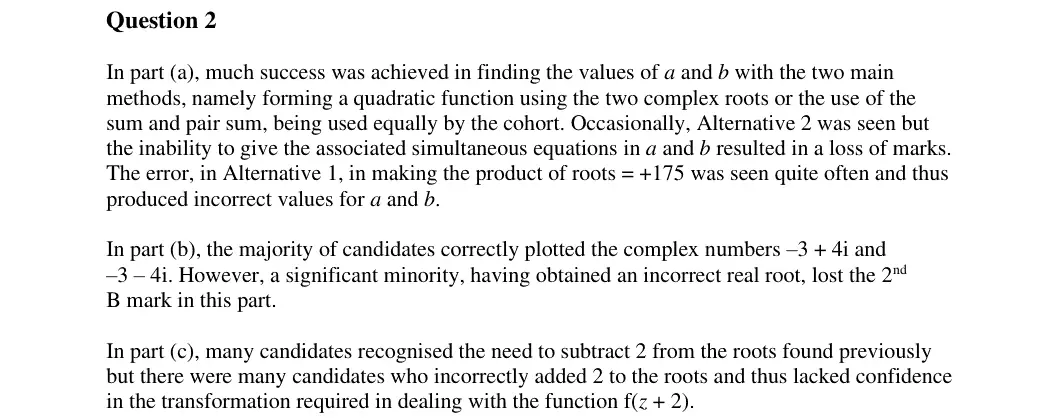 Question 2
In part (a), much success was achieved in finding the values of a and b with the two main
methods, namely forming a quadratic function using the two complex roots or the use of the
sum and pair sum, being used equally by the cohort. Occasionally, Alternative 2 was seen but
the inability to give the associated simultaneous equations in a and b resulted in a loss of marks.
The error, in Alternative 1, in making the product of roots = +175 was seen quite often and thus
produced incorrect values for a and b.
In part (b), the majority of candidates correctly plotted the complex numbers –3 + 4i and
–3 – 4i. However, a significant minority, having obtained an incorrect real root, lost the 2nd
B mark in this part.
In part (c), many candidates recognised the need to subtract 2 from the roots found previously
but there were many candidates who incorrectly added 2 to the roots and thus lacked confidence
in the transformation required in dealing with the function f(z + 2).